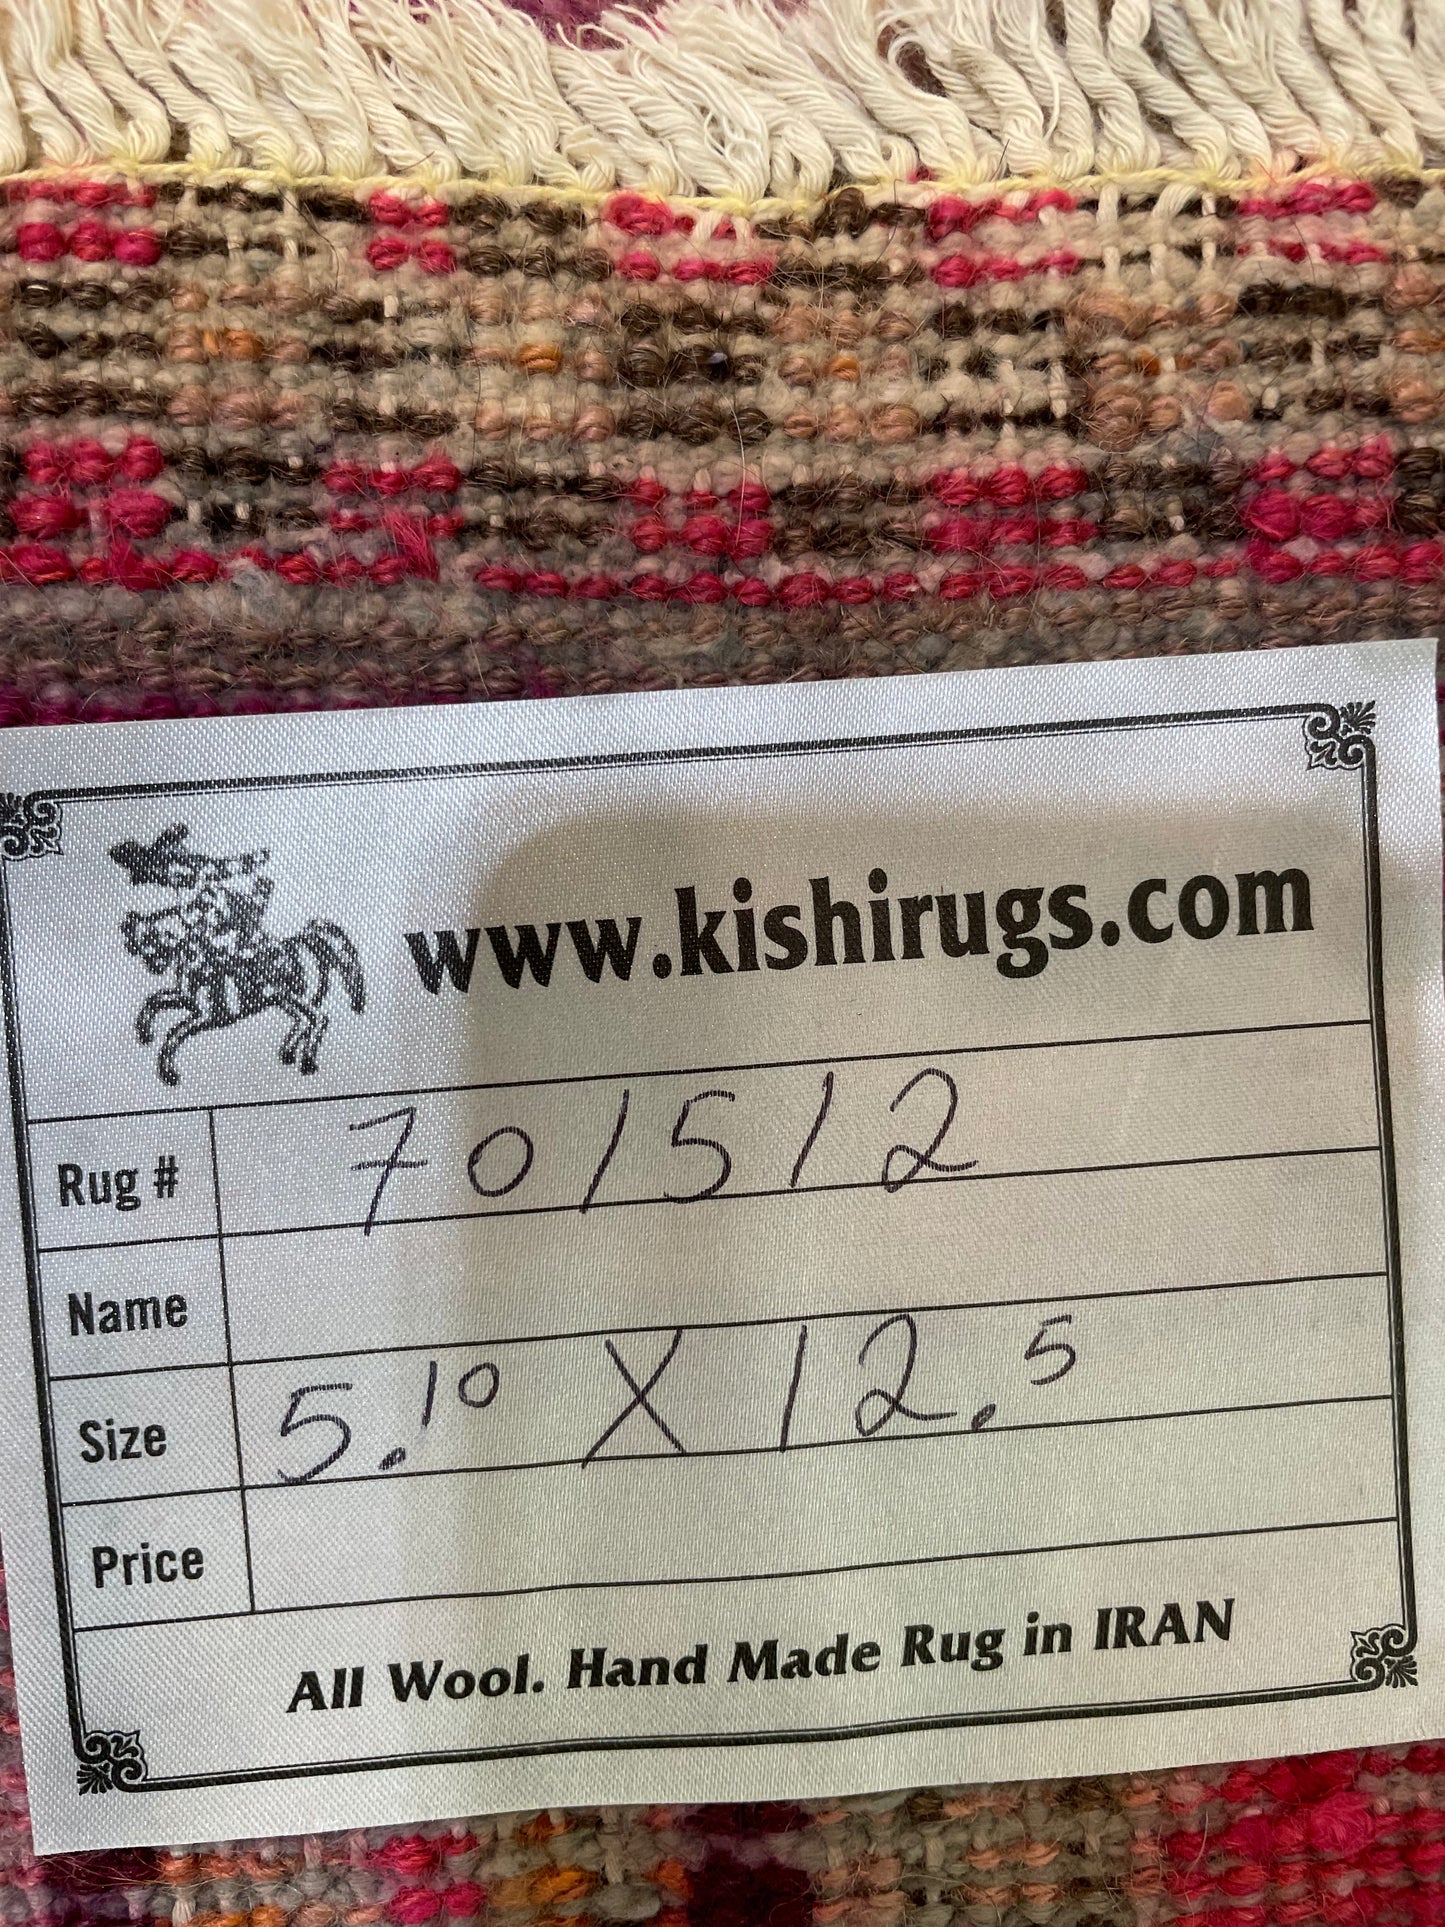 www.kishirugs.com
Rug # 701512
Name
Size 5.10 X 12.5
Price
All Wool. Hand Made Rug in IRAN